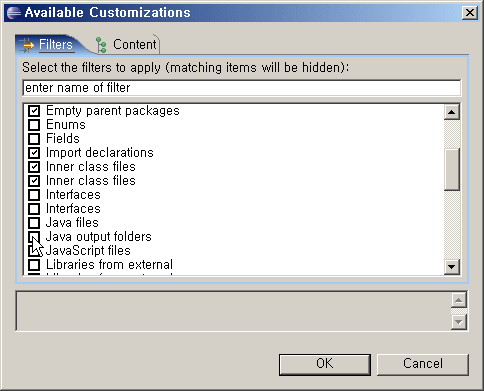 Available Customizations
Filters
Content
Select the filters to apply (matching items will be hidden):
enter name of filter
Empty parent packages
Enums
Fields
Import declarations
Inner class files
Inner class files
Interfaces
Interfaces
Java files
Java output folders
JavaScript files
Libraries from external
OK
Cancel